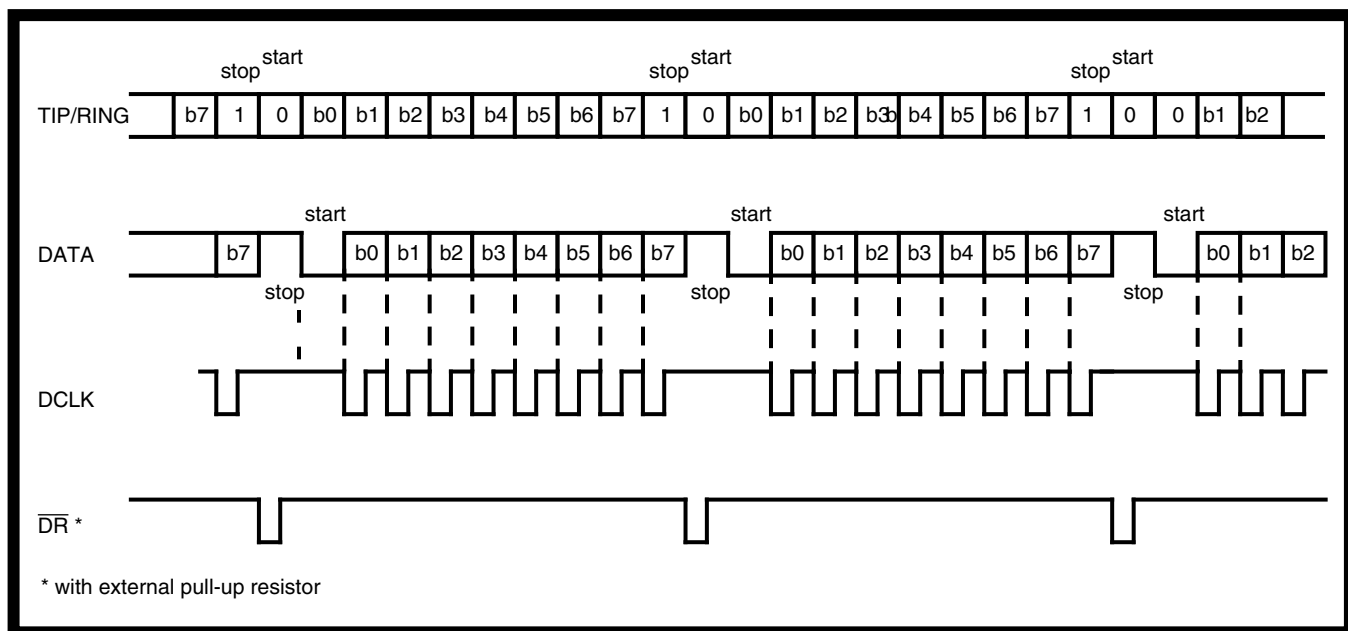 stop start stop start stop start
TIP/RING b7 1 0 b0 b1 b2 b3 b4 b5 b6 b7 1 0 b0 b1 b2 b3b b4 b5 b6 b7 1 0 0 b1 b2
start start start
DATA b7 b0 b1 b2 b3 b4 b5 b6 b7 b0 b1 b2 b3 b4 b5 b6 b7 b0 b1 b2
stop stop stop
DCLK
DR *
* with external pull-up resistor